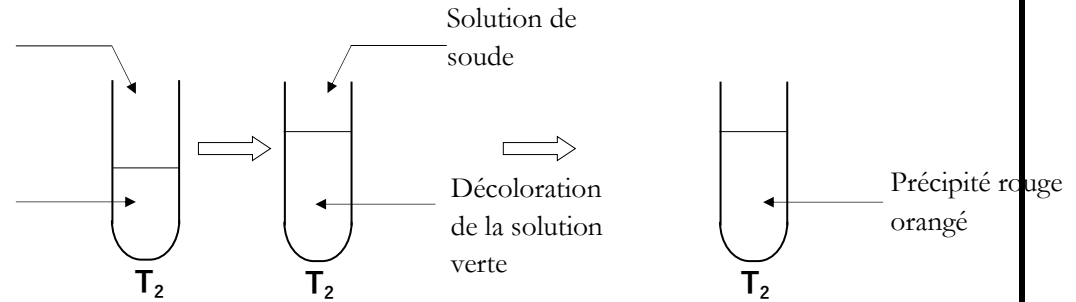 Solution de
soude
Décoloration
de la solution
verte
Précipité rouge
orangé
T₂
T₂
T₂